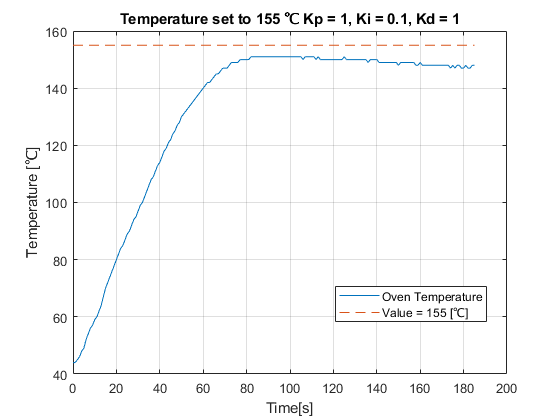 Temperature set to 155 ℃ Kp = 1, Ki = 0.1, Kd = 1
160
140
120
100
80
60
40
Temperature [℃]
Oven Temperature
Value = 155 [℃]
0 20 40 60 80 100 120 140 160 180 200
Time[s]